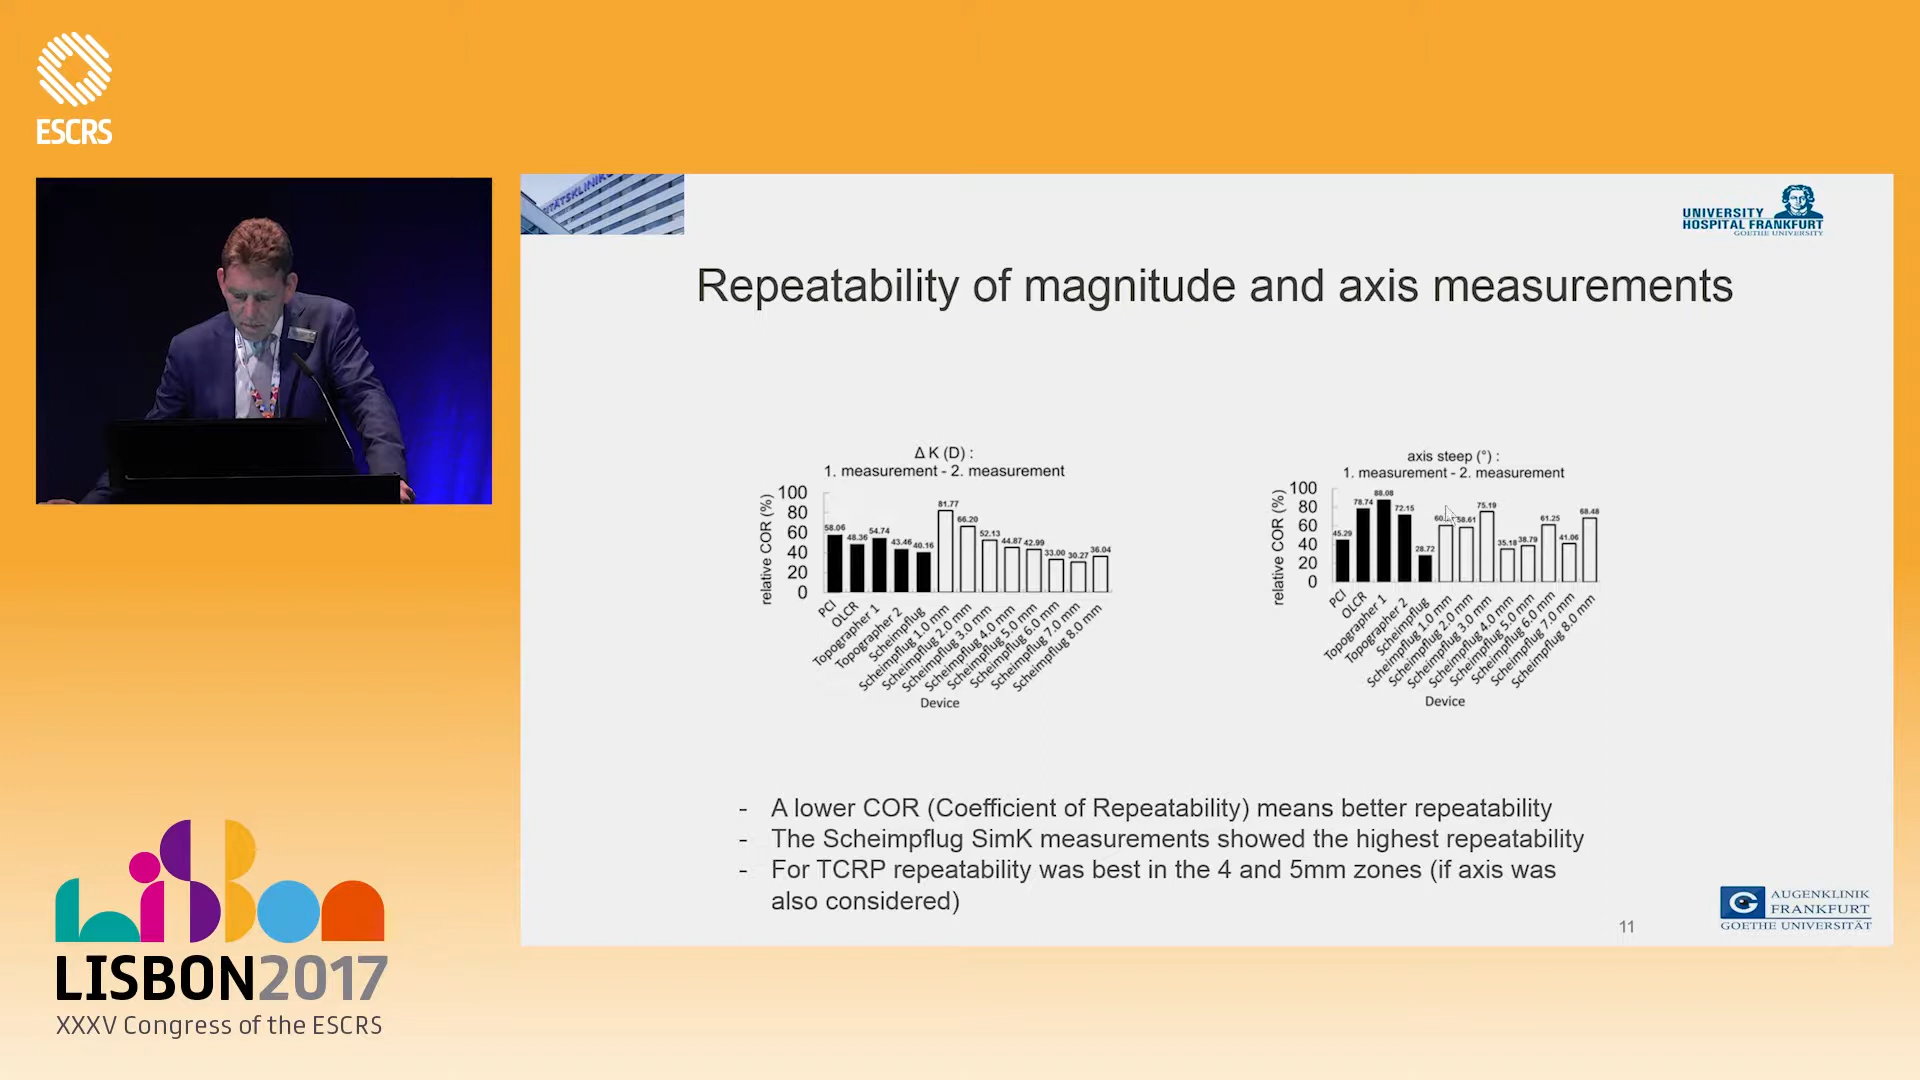 ESCRS
UNIVERSITY
HOSPITAL FRANKFURT
GOETHE UNIVERSITY
Repeatability of magnitude and axis measurements
Δ K (D) :
1. measurement - 2. measurement
relative COR (%)
100
80
60
40
20
0
58.06
48.36
54.74
43.46
40.16
81.77
66.20
52.13
44.87
42.99
33.00
30.27
36.04
PCI
OLCR
Topographer 1
Topographer 2
Scheimpflug
Scheimpflug 1.0 mm
Scheimpflug 2.0 mm
Scheimpflug 3.0 mm
Scheimpflug 4.0 mm
Scheimpflug 5.0 mm
Scheimpflug 6.0 mm
Scheimpflug 7.0 mm
Scheimpflug 8.0 mm
Device
axis steep (°) :
1. measurement - 2. measurement
relative COR (%)
100
80
60
40
20
0
45.29
78.74
88.08
72.15
28.72
58.61
75.19
35.18
38.79
61.25
41.06
68.48
PCI
OLCR
Topographer 1
Topographer 2
Scheimpflug
Scheimpflug 1.0 mm
Scheimpflug 2.0 mm
Scheimpflug 3.0 mm
Scheimpflug 4.0 mm
Scheimpflug 5.0 mm
Scheimpflug 6.0 mm
Scheimpflug 7.0 mm
Scheimpflug 8.0 mm
Device
- A lower COR (Coefficient of Repeatability) means better repeatability
- The Scheimpflug SimK measurements showed the highest repeatability
- For TCRP repeatability was best in the 4 and 5mm zones (if axis was
also considered)
11
AUGENKLINIK
FRANKFURT
GOETHE UNIVERSITÄT
LiSBon
LISBON2017
XXXV Congress of the ESCRS